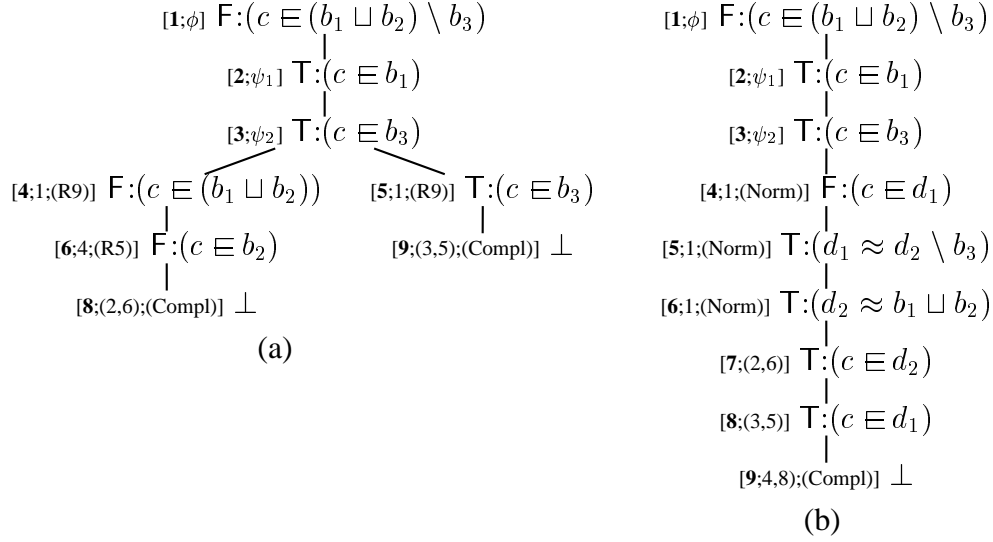 [1;ϕ] F:(c ⋿ (b₁ ⊔ b₂) \ b₃)
[2;ψ₁] T:(c ⋿ b₁)
[3;ψ₂] T:(c ⋿ b₃)
[4;1;(R9)] F:(c ⋿ (b₁ ⊔ b₂))
[5;1;(R9)] T:(c ⋿ b₃)
[6;4;(R5)] F:(c ⋿ b₂)
[9;(3,5);(Compl)] ⊥
[8;(2,6);(Compl)] ⊥
(a)
[1;ϕ] F:(c ⋿ (b₁ ⊔ b₂) \ b₃)
[2;ψ₁] T:(c ⋿ b₁)
[3;ψ₂] T:(c ⋿ b₃)
[4;1;(Norm)] F:(c ⋿ d₁)
[5;1;(Norm)] T:(d₁ ≈ d₂ \ b₃)
[6;1;(Norm)] T:(d₂ ≈ b₁ ⊔ b₂)
[7;(2,6)] T:(c ⋿ d₂)
[8;(3,5)] T:(c ⋿ d₁)
[9;4,8);(Compl)] ⊥
(b)